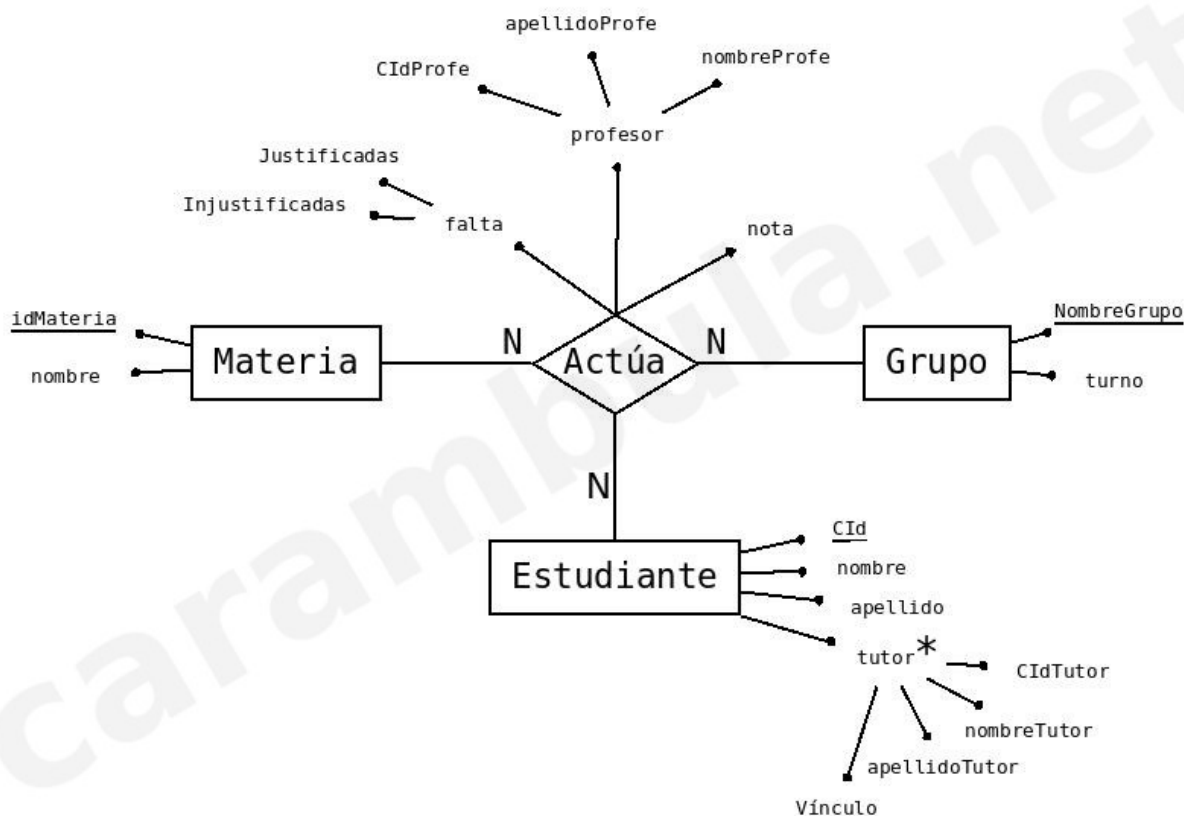 apellidoProfe
nombreProfe
CIdProfe
profesor
Justificadas
Injustificadas
falta
nota
idMateria
nombre
Materia
N
Actúa
N
Grupo
NombreGrupo
turno
N
Estudiante
CId
nombre
apellido
tutor*
CIdTutor
nombreTutor
apellidoTutor
Vínculo
carambula.net